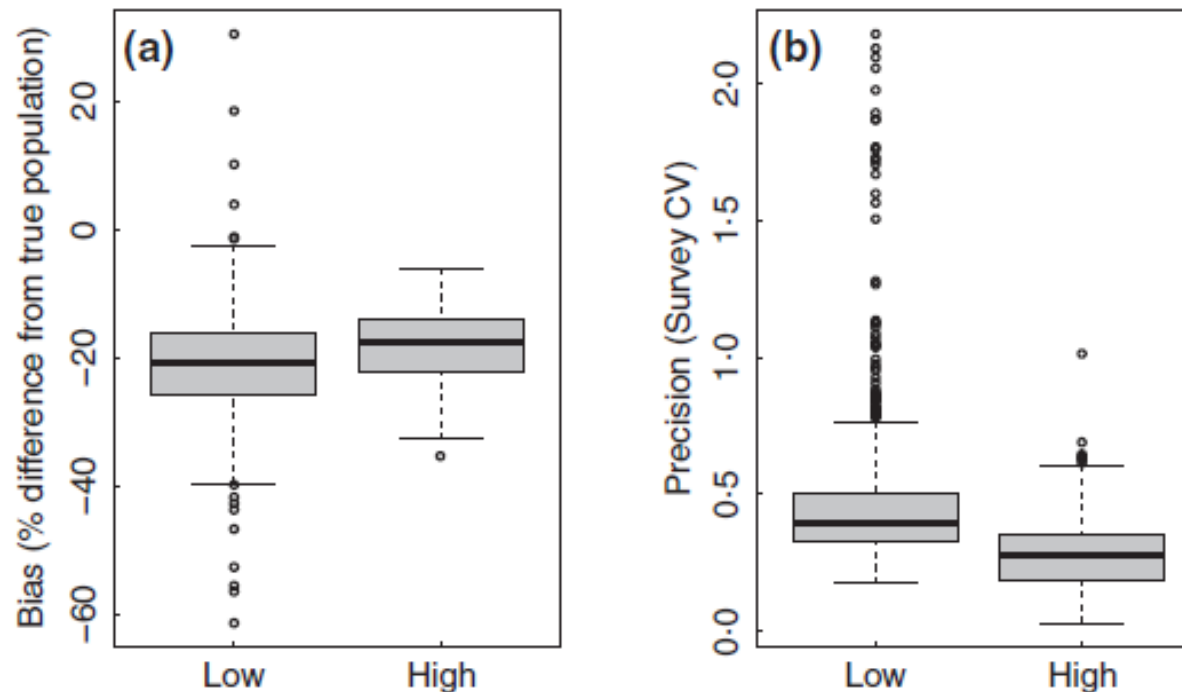 (a)
Bias (% difference from true population)
20
0
−20
−40
−60
Low High
(b)
Precision (Survey CV)
2·0
1·5
1·0
0·5
0·0
Low High